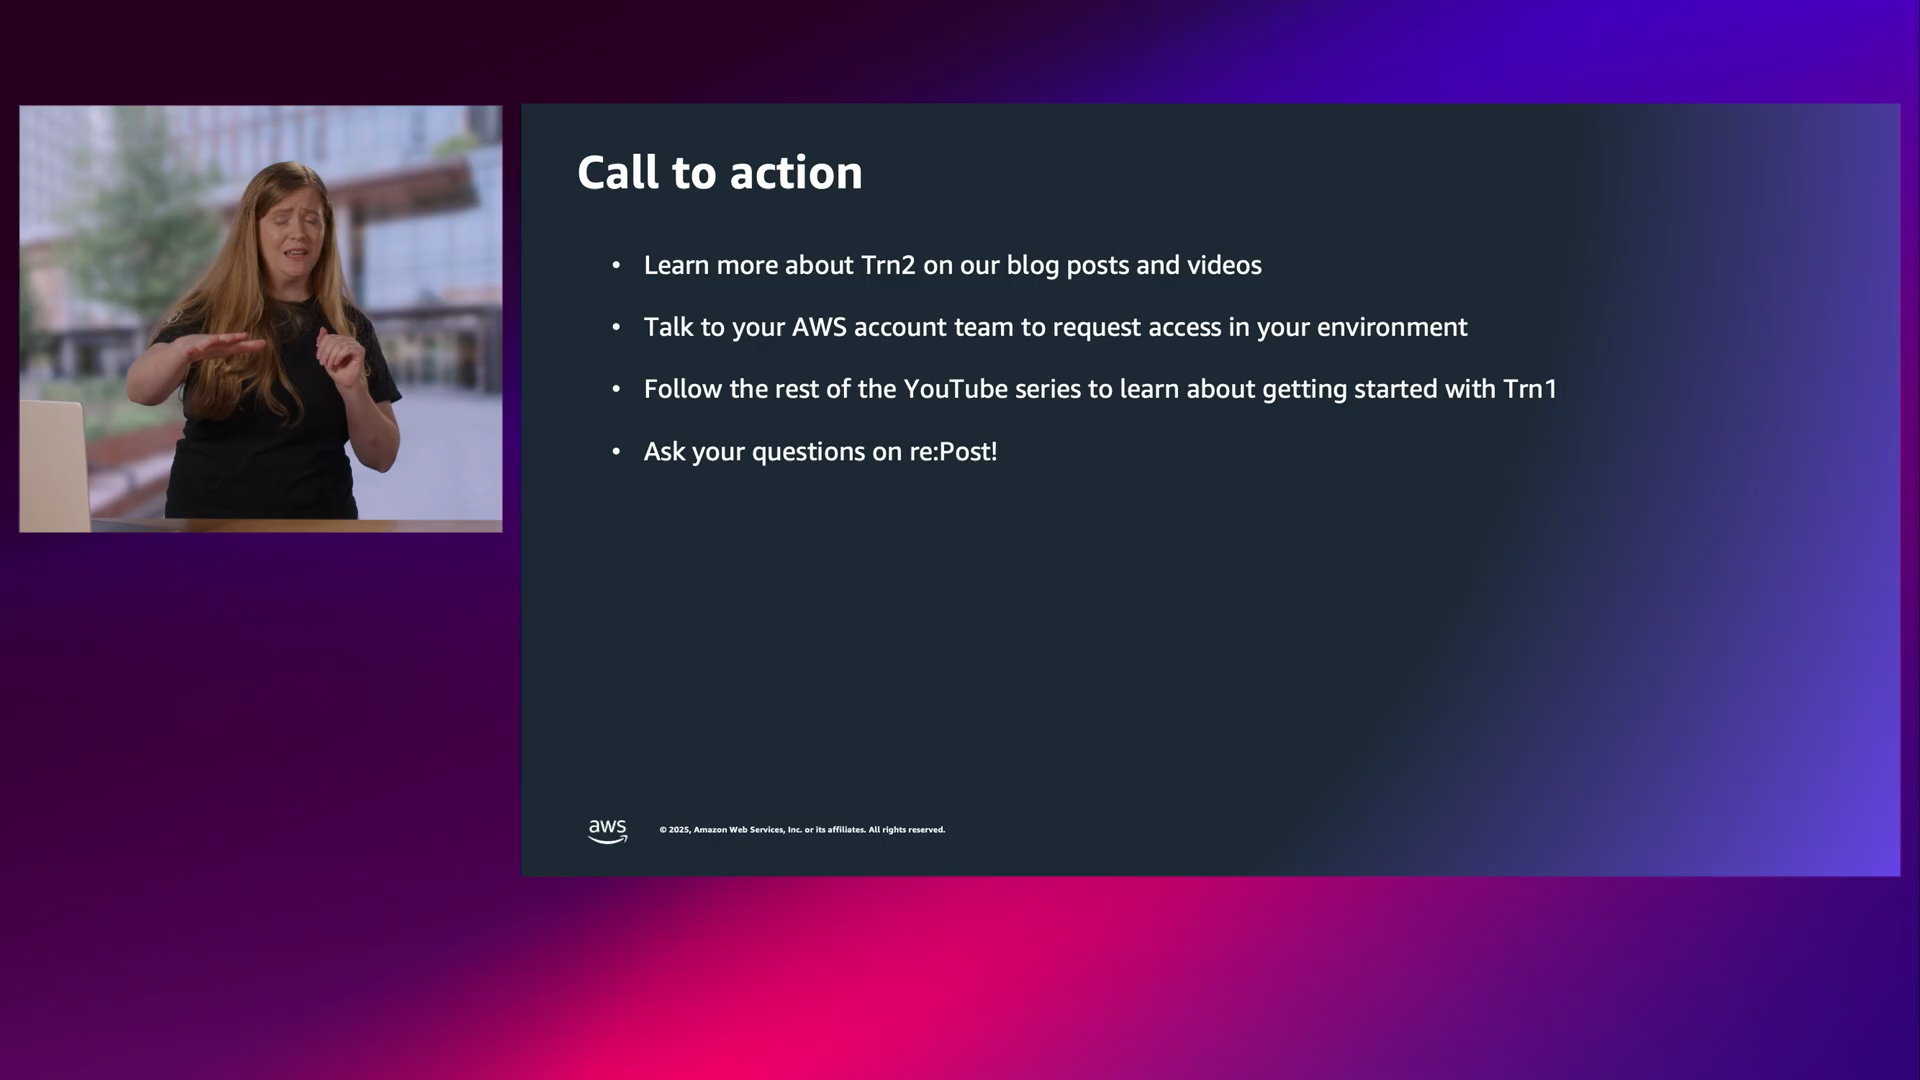 Call to action
• Learn more about Trn2 on our blog posts and videos
• Talk to your AWS account team to request access in your environment
• Follow the rest of the YouTube series to learn about getting started with Trn1
• Ask your questions on re:Post!
aws © 2025, Amazon Web Services, Inc. or its affiliates. All rights reserved.